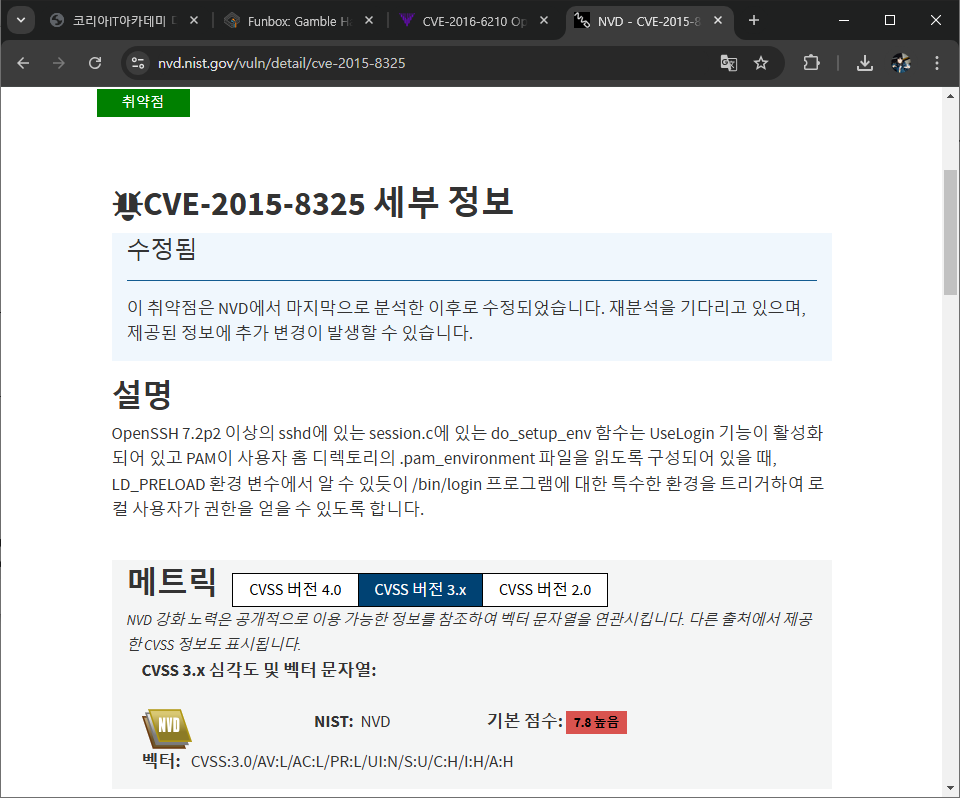 코리아IT아카데미 ㄷ
Funbox: Gamble Ha
CVE-2016-6210 Op
NVD - CVE-2015-8
nvd.nist.gov/vuln/detail/cve-2015-8325
취약점
CVE-2015-8325 세부 정보
수정됨
이 취약점은 NVD에서 마지막으로 분석한 이후로 수정되었습니다. 재분석을 기다리고 있으며,
제공된 정보에 추가 변경이 발생할 수 있습니다.
설명
OpenSSH 7.2p2 이상의 sshd에 있는 session.c에 있는 do_setup_env 함수는 UseLogin 기능이 활성화
되어 있고 PAM이 사용자 홈 디렉토리의 .pam_environment 파일을 읽도록 구성되어 있을 때,
LD_PRELOAD 환경 변수에서 알 수 있듯이 /bin/login 프로그램에 대한 특수한 환경을 트리거하여 로
컬 사용자가 권한을 얻을 수 있도록 합니다.
메트릭 CVSS 버전 4.0 CVSS 버전 3.x CVSS 버전 2.0
NVD 강화 노력은 공개적으로 이용 가능한 정보를 참조하여 벡터 문자열을 연관시킵니다. 다른 출처에서 제공
한 CVSS 정보도 표시됩니다.
CVSS 3.x 심각도 및 벡터 문자열:
NVD NIST: NVD 기본 점수: 7.8 높음
벡터: CVSS:3.0/AV:L/AC:L/PR:L/UI:N/S:U/C:H/I:H/A:H